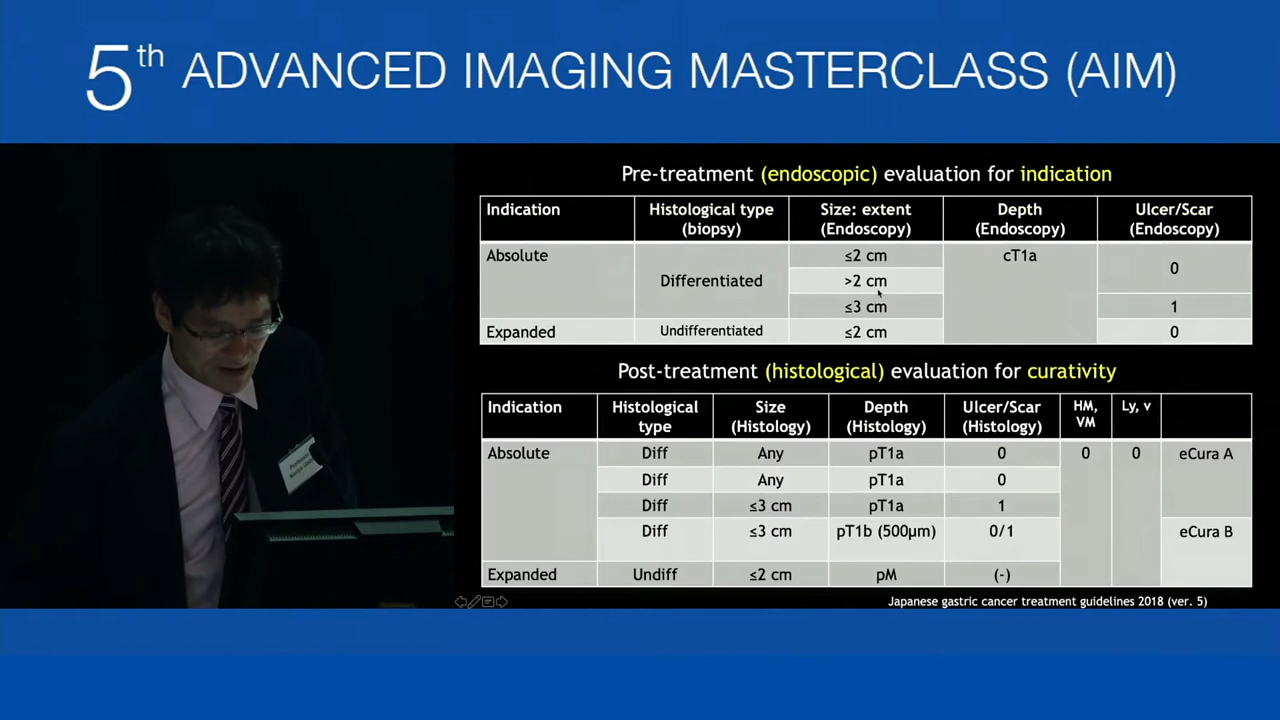 5th ADVANCED IMAGING MASTERCLASS (AIM)
Pre-treatment (endoscopic) evaluation for indication
Indication Histological type (biopsy) Size: extent (Endoscopy) Depth (Endoscopy) Ulcer/Scar (Endoscopy)
Absolute Differentiated ≤2 cm cT1a 0
>2 cm
≤3 cm 1
Expanded Undifferentiated ≤2 cm 0
Post-treatment (histological) evaluation for curativity
Indication Histological type Size (Histology) Depth (Histology) Ulcer/Scar (Histology) HM, VM Ly, v
Absolute Diff Any pT1a 0 0 0 eCura A
Diff Any pT1a 0
Diff ≤3 cm pT1a 1
Diff ≤3 cm pT1b (500μm) 0/1 eCura B
Expanded Undiff ≤2 cm pM (-)
Japanese gastric cancer treatment guidelines 2018 (ver. 5)
Professor